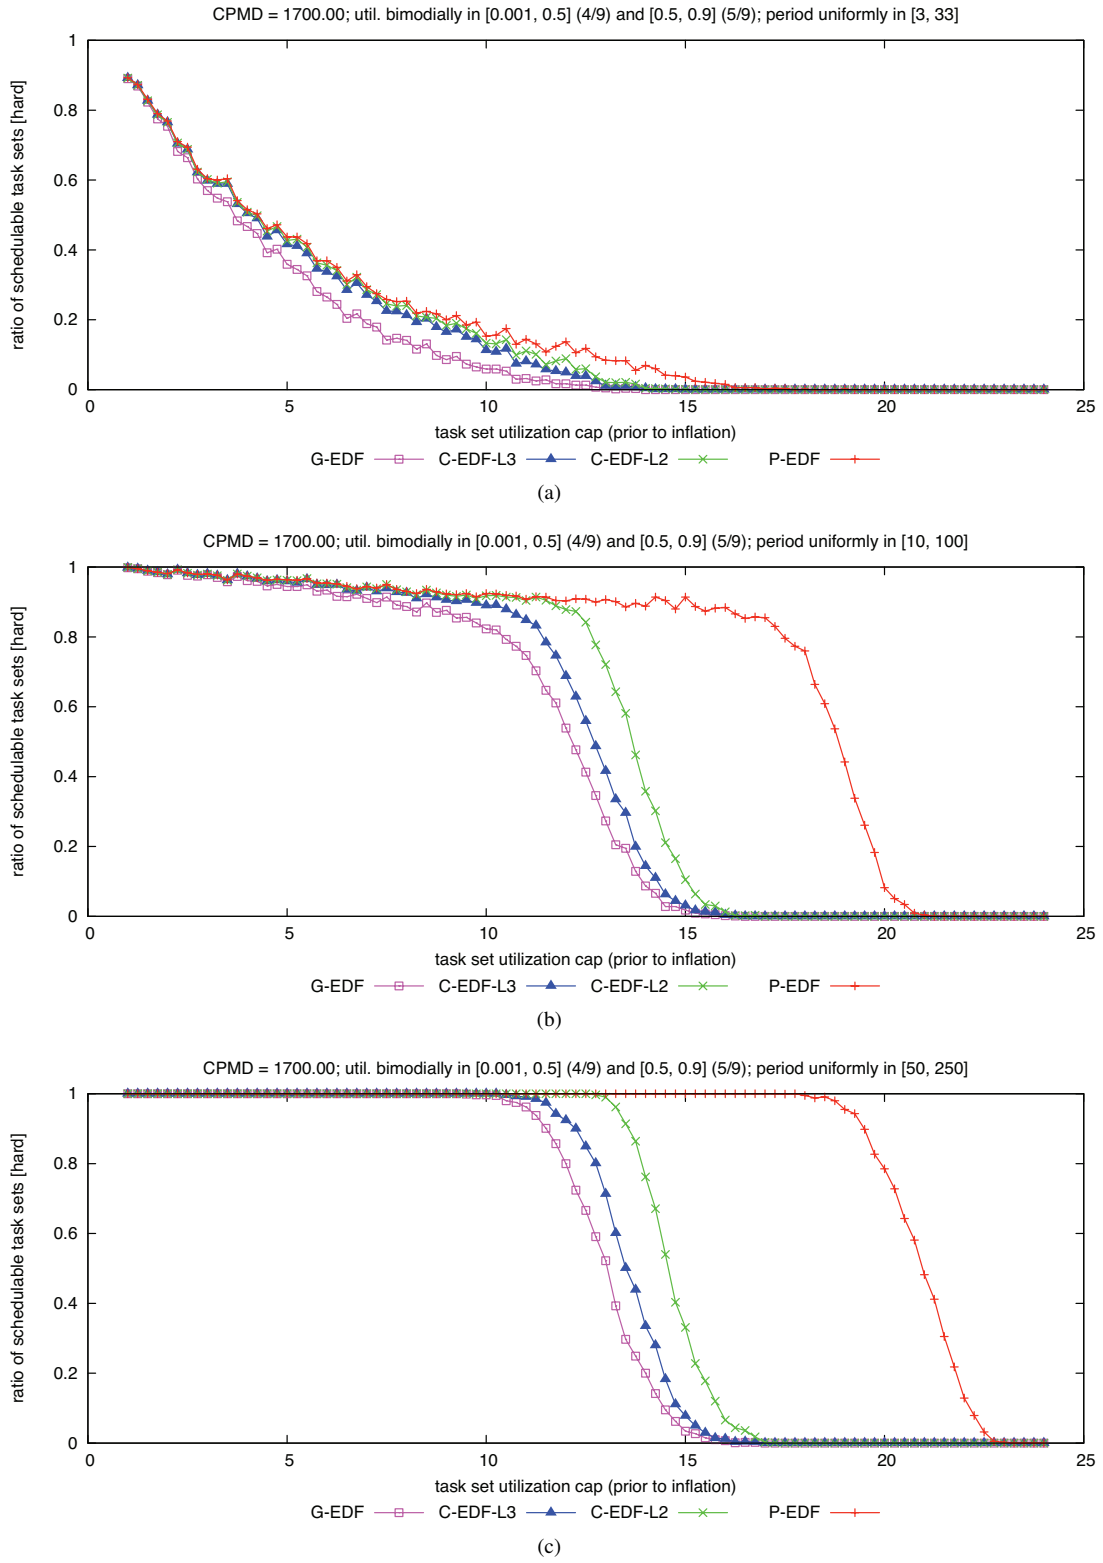 CPMD = 1700.00; util. bimodially in [0.001, 0.5] (4/9) and [0.5, 0.9] (5/9); period uniformly in [3, 33]
ratio of schedulable task sets [hard]
1
0.8
0.6
0.4
0.2
0
0 5 10 15 20 25
task set utilization cap (prior to inflation)
G-EDF C-EDF-L3 C-EDF-L2 P-EDF
(a)
CPMD = 1700.00; util. bimodially in [0.001, 0.5] (4/9) and [0.5, 0.9] (5/9); period uniformly in [10, 100]
ratio of schedulable task sets [hard]
1
0.8
0.6
0.4
0.2
0
0 5 10 15 20 25
task set utilization cap (prior to inflation)
G-EDF C-EDF-L3 C-EDF-L2 P-EDF
(b)
CPMD = 1700.00; util. bimodially in [0.001, 0.5] (4/9) and [0.5, 0.9] (5/9); period uniformly in [50, 250]
ratio of schedulable task sets [hard]
1
0.8
0.6
0.4
0.2
0
0 5 10 15 20 25
task set utilization cap (prior to inflation)
G-EDF C-EDF-L3 C-EDF-L2 P-EDF
(c)